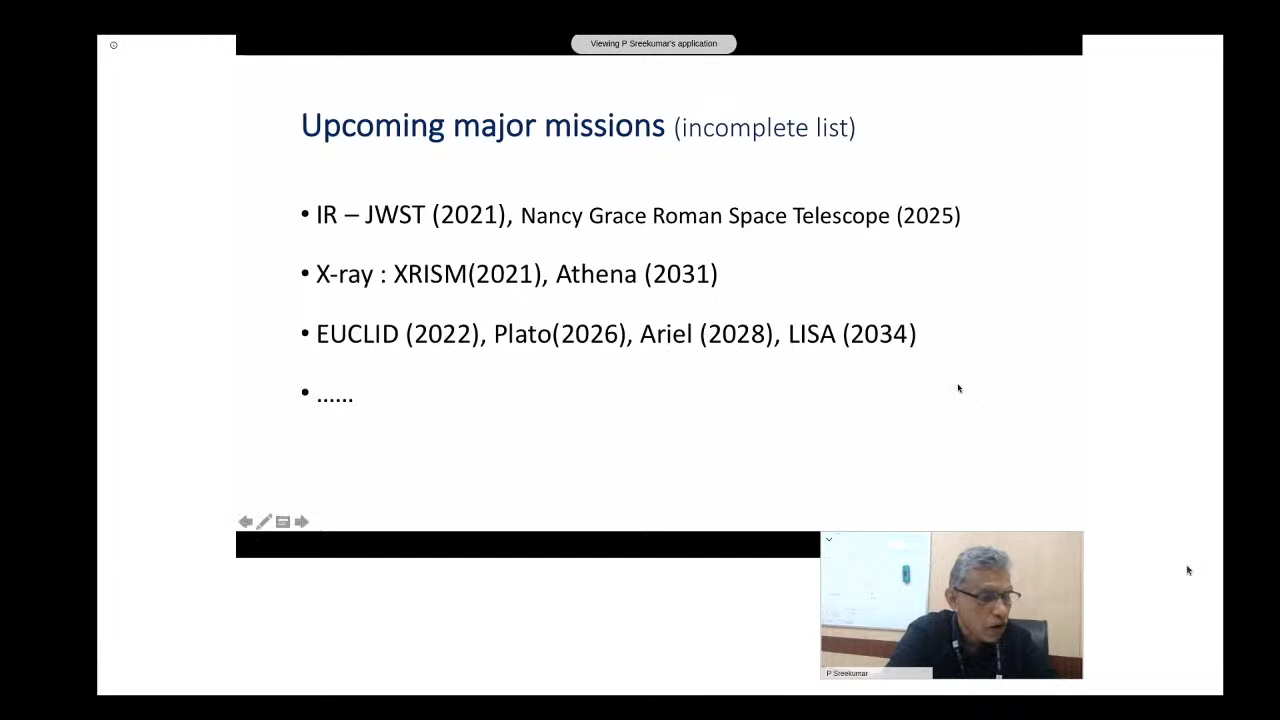 Viewing P Sreekumar's application
Upcoming major missions (incomplete list)
• IR – JWST (2021), Nancy Grace Roman Space Telescope (2025)
• X-ray : XRISM(2021), Athena (2031)
• EUCLID (2022), Plato(2026), Ariel (2028), LISA (2034)
• ......
P Sreekumar